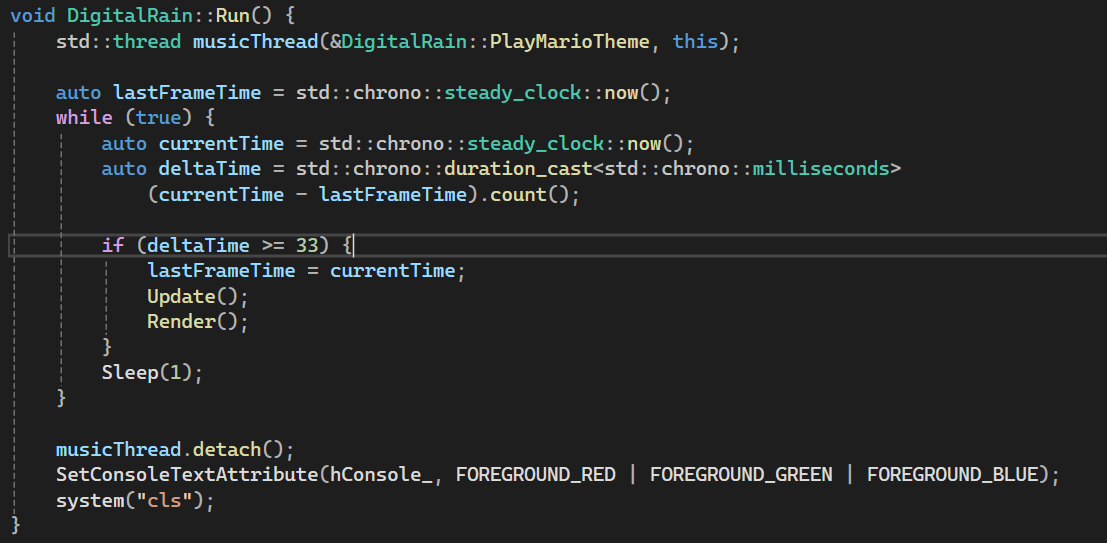 void DigitalRain::Run() {
    std::thread musicThread(&DigitalRain::PlayMarioTheme, this);

    auto lastFrameTime = std::chrono::steady_clock::now();
    while (true) {
        auto currentTime = std::chrono::steady_clock::now();
        auto deltaTime = std::chrono::duration_cast<std::chrono::milliseconds>
            (currentTime - lastFrameTime).count();

        if (deltaTime >= 33) {
            lastFrameTime = currentTime;
            Update();
            Render();
        }
        Sleep(1);
    }

    musicThread.detach();
    SetConsoleTextAttribute(hConsole_, FOREGROUND_RED | FOREGROUND_GREEN | FOREGROUND_BLUE);
    system("cls");
}